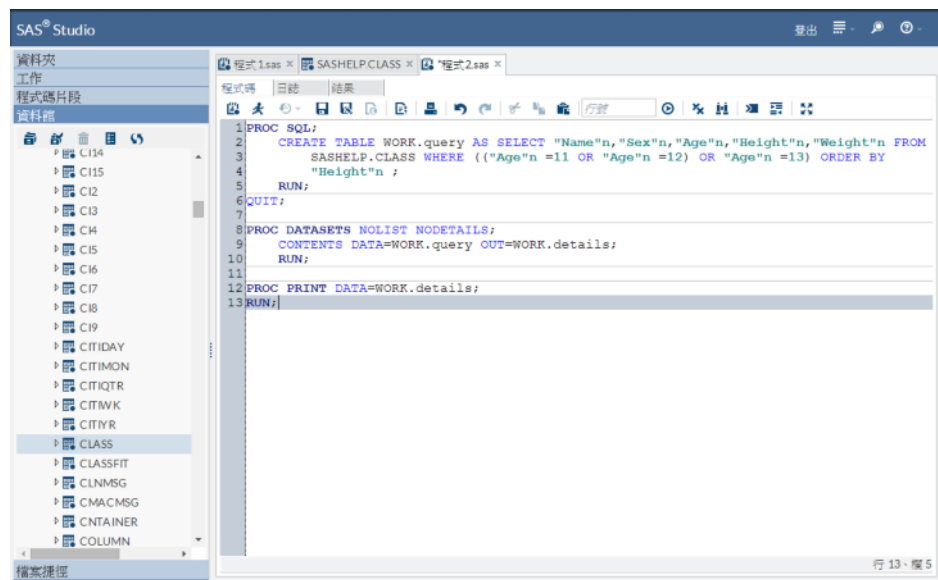 SAS® Studio
登出
資料夾
工作
程式碼片段
資料館
CI14
CI15
CI2
CI3
CI4
CI5
CI6
CI7
CI8
CI9
CITIDAY
CITIMON
CITIQTR
CITIWK
CITIYR
CLASS
CLASSFIT
CLNMSG
CMACMSG
CNTAINER
COLUMN
檔案捷徑
程式 1.sas × SASHELP.CLASS × *程式 2.sas ×
程式碼 日誌 結果
行號
1 PROC SQL;
2 CREATE TABLE WORK.query AS SELECT "Name"n,"Sex"n,"Age"n,"Height"n,"Weight"n FROM
3 SASHELP.CLASS WHERE (("Age"n =11 OR "Age"n =12) OR "Age"n =13) ORDER BY
4 "Height"n ;
5 RUN;
6 QUIT;
7
8 PROC DATASETS NOLIST NODETAILS;
9 CONTENTS DATA=WORK.query OUT=WORK.details;
10 RUN;
11
12 PROC PRINT DATA=WORK.details;
13 RUN;
行 13、欄 5